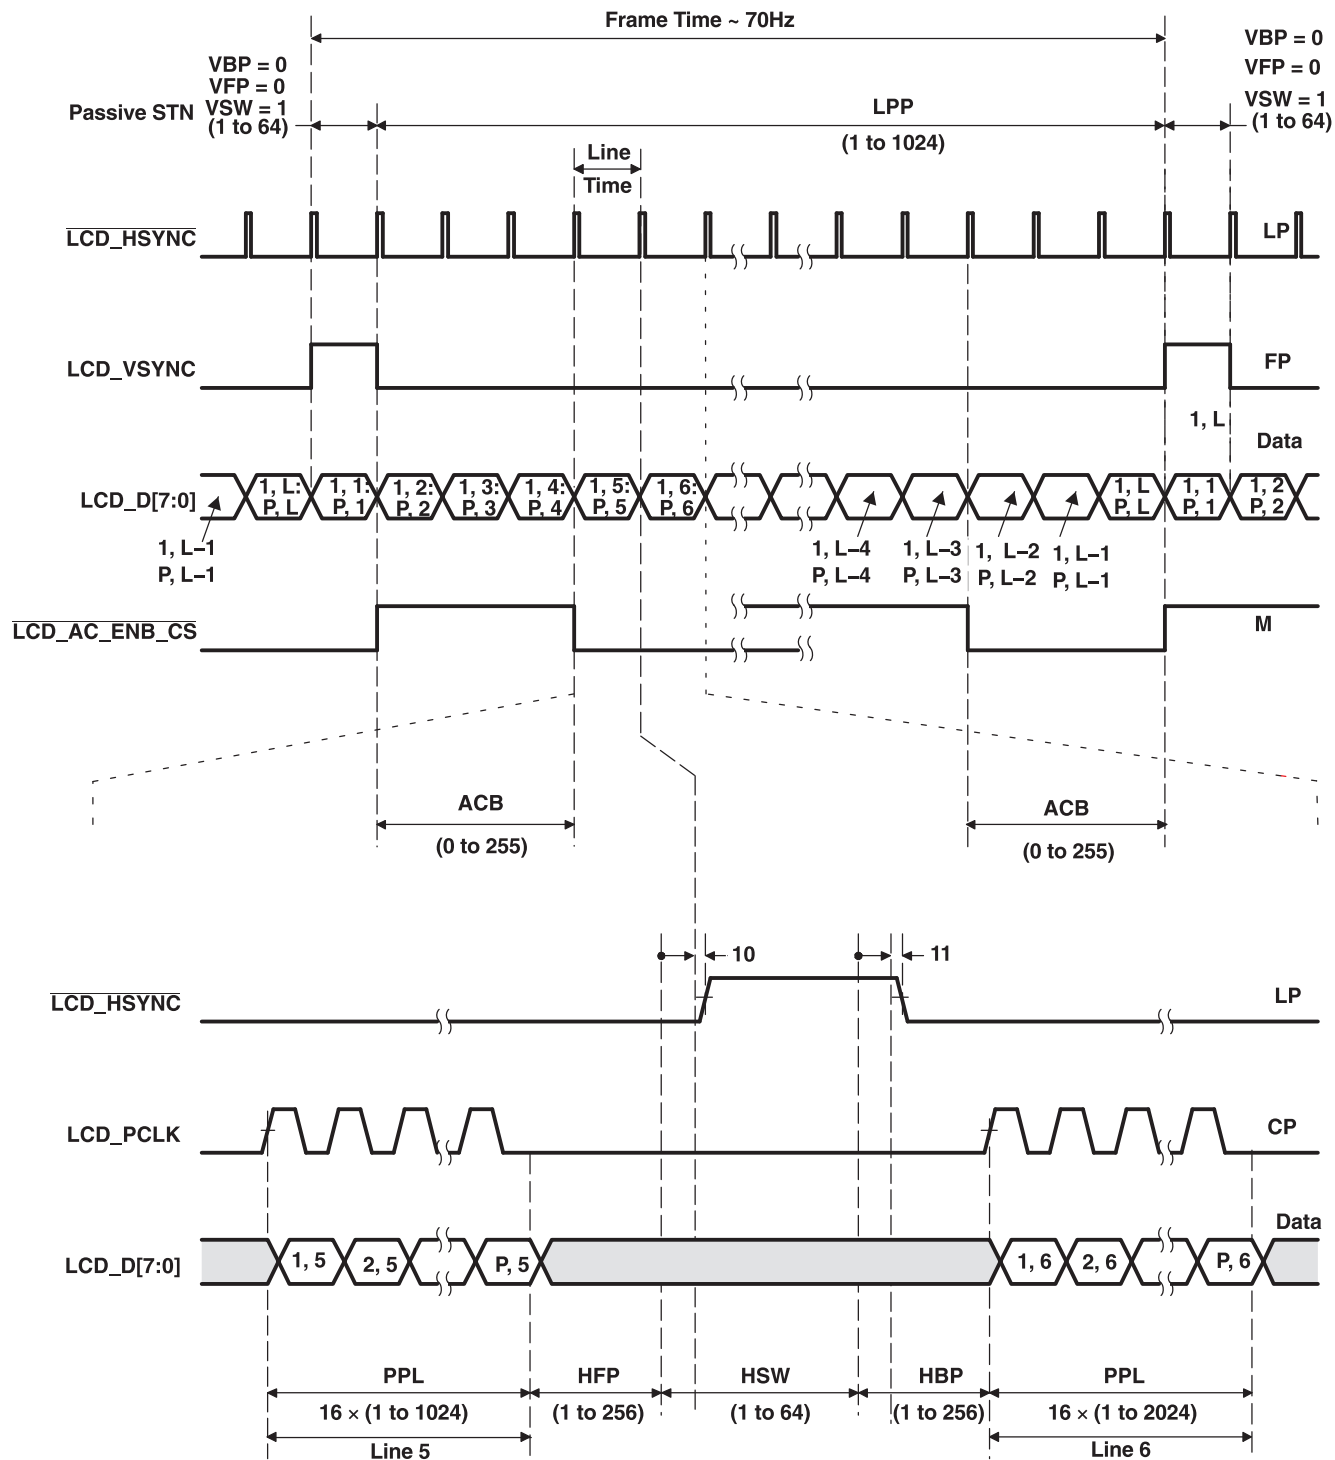 Frame Time ~ 70Hz
VBP = 0
VFP = 0
VSW = 1
(1 to 64)
VBP = 0
VFP = 0
VSW = 1
(1 to 64)
Passive STN
LPP
(1 to 1024)
Line
Time
LCD_HSYNC
LP
LCD_VSYNC
FP
1, L
Data
LCD_D[7:0]
1, L: P, L
1, 1: P, 1
1, 2: P, 2
1, 3: P, 3
1, 4: P, 4
1, 5: P, 5
1, 6: P, 6
1, L P, L
1, 1 P, 1
1, 2 P, 2
1, L–1
P, L–1
1, L–4
P, L–4
1, L–3
P, L–3
1, L–2
P, L–2
1, L–1
P, L–1
LCD_AC_ENB_CS
M
ACB
(0 to 255)
ACB
(0 to 255)
10
11
LCD_HSYNC
LP
LCD_PCLK
CP
Data
LCD_D[7:0]
1, 5
2, 5
P, 5
1, 6
2, 6
P, 6
PPL
HFP
HSW
HBP
PPL
16 × (1 to 1024)
(1 to 256)
(1 to 64)
(1 to 256)
16 × (1 to 2024)
Line 5
Line 6